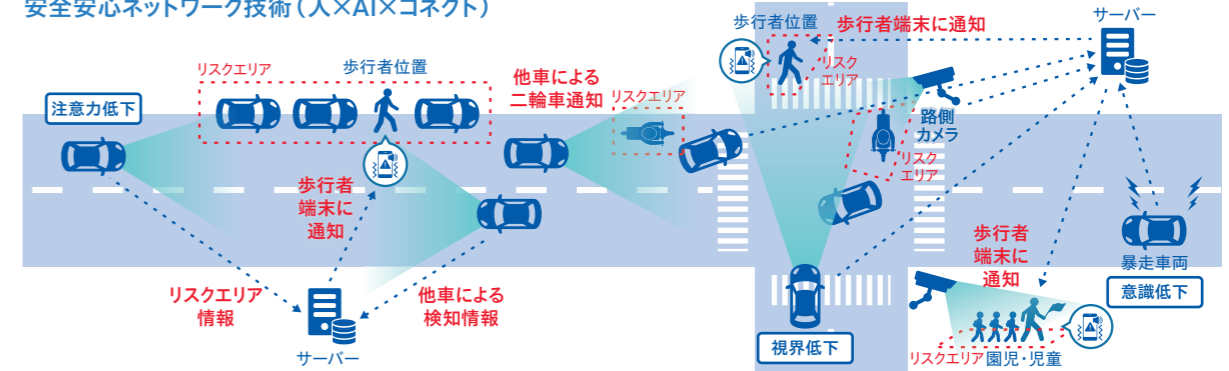 安全安心ネットワーク技術（人×AI×コネクト）
注意力低下
リスクエリア
歩行者位置
歩行者
端末に
通知
リスクエリア
情報
サーバー
他車による
検知情報
他車による
二輪車通知
リスクエリア
歩行者位置
歩行者端末に通知
リスク
エリア
サーバー
路側
カメラ
リスク
エリア
視界低下
歩行者
端末に
通知
暴走車両
意識低下
リスクエリア
園児・児童